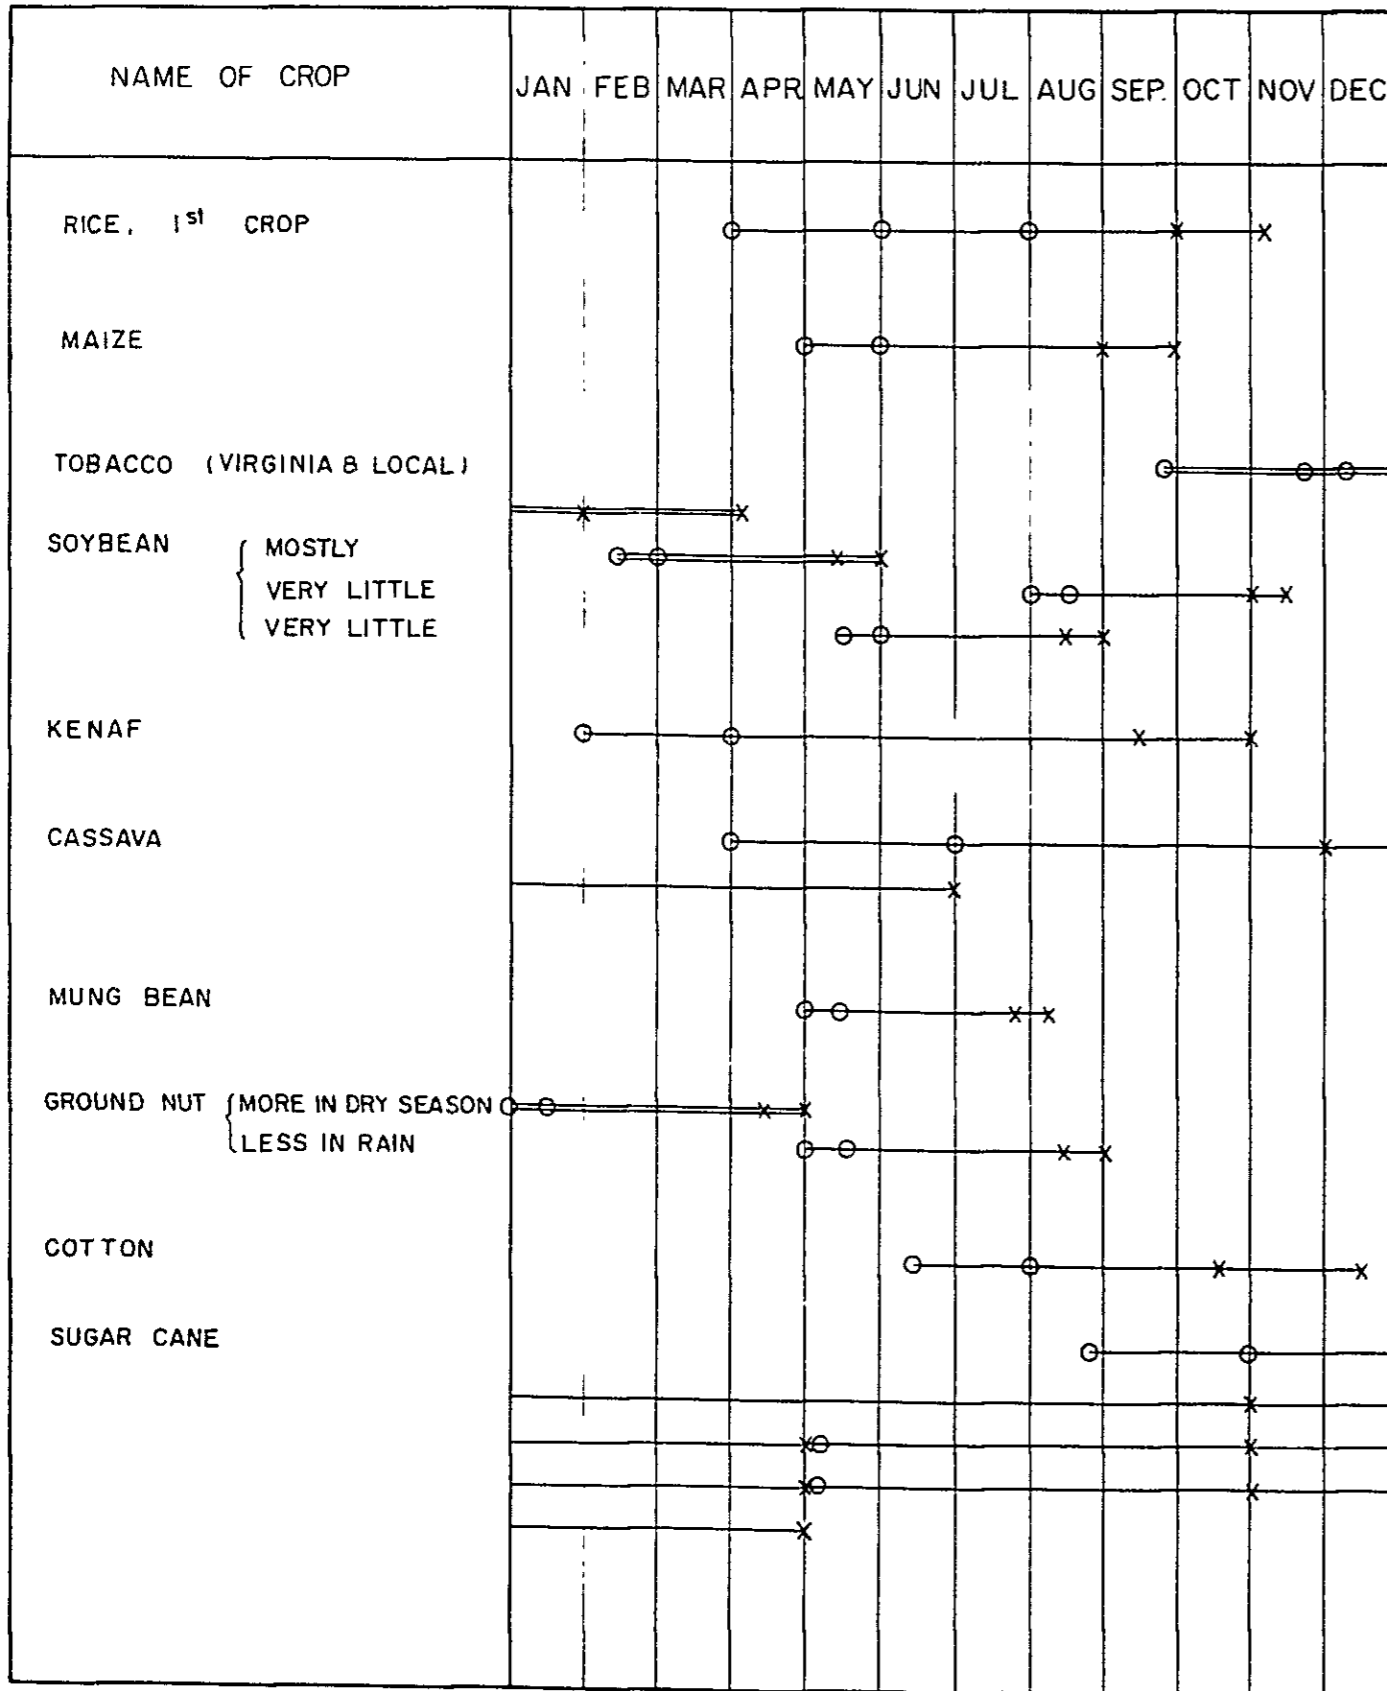 NAME OF CROP JAN FEB MAR APR MAY JUN JUL AUG SEP. OCT NOV DEC
RICE, 1st CROP
MAIZE
TOBACCO (VIRGINIA & LOCAL)
SOYBEAN { MOSTLY
VERY LITTLE
VERY LITTLE
KENAF
CASSAVA
MUNG BEAN
GROUND NUT { MORE IN DRY SEASON
LESS IN RAIN
COTTON
SUGAR CANE